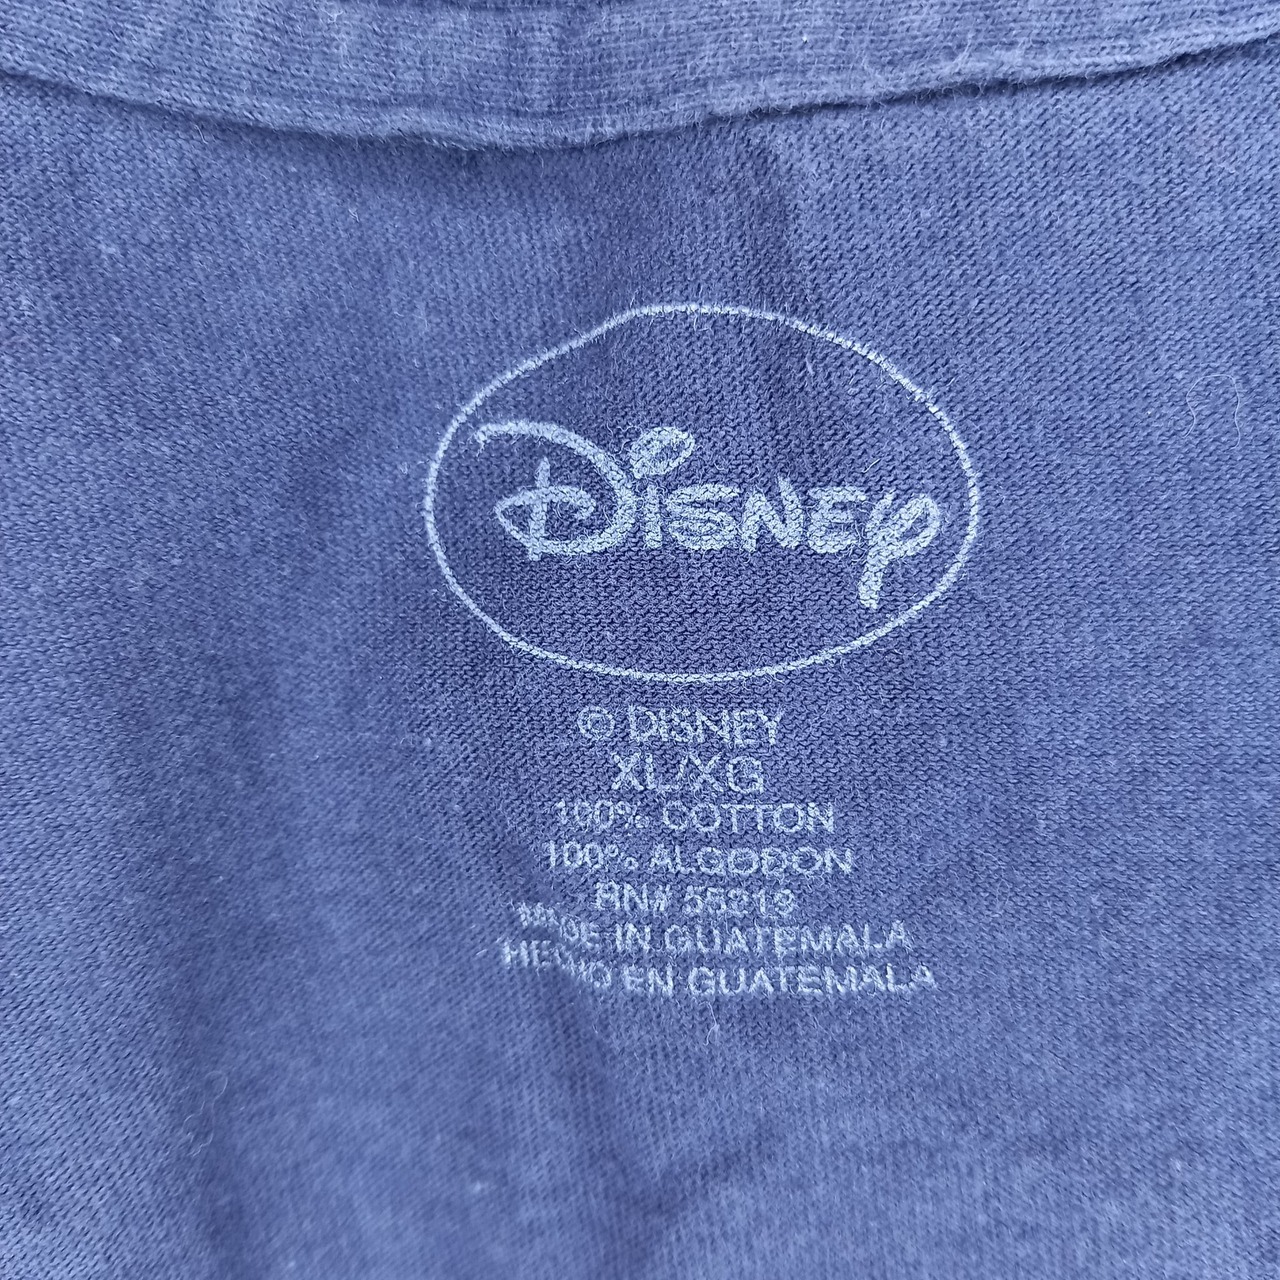 Disney
© DISNEY
XL/XG
100% COTTON
100% ALGODON
RN# 55219
MADE IN GUATEMALA
HECHO EN GUATEMALA